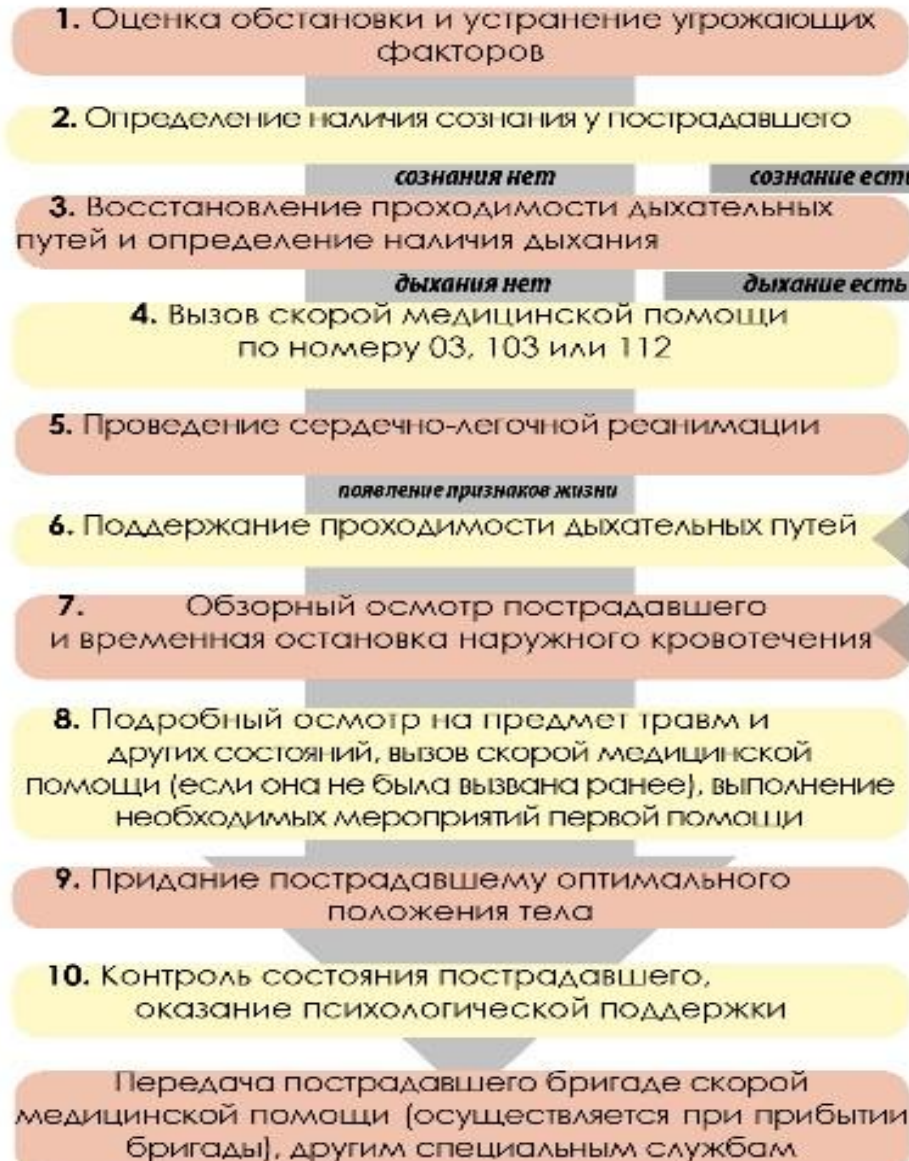 1. Оценка обстановки и устранение угрожающих
факторов
2. Определение наличия сознания у пострадавшего
сознания нет сознание есть
3. Восстановление проходимости дыхательных
путей и определение наличия дыхания
дыхания нет дыхание есть
4. Вызов скорой медицинской помощи
по номеру 03, 103 или 112
5. Проведение сердечно-легочной реанимации
появление признаков жизни
6. Поддержание проходимости дыхательных путей
7. Обзорный осмотр пострадавшего
и временная остановка наружного кровотечения
8. Подробный осмотр на предмет травм и
других состояний, вызов скорой медицинской
помощи (если она не была вызвана ранее), выполнение
необходимых мероприятий первой помощи
9. Придание пострадавшему оптимального
положения тела
10. Контроль состояния пострадавшего,
оказание психологической поддержки
Передача пострадавшего бригаде скорой
медицинской помощи (осуществляется при прибытии
бригады), другим специальным службам